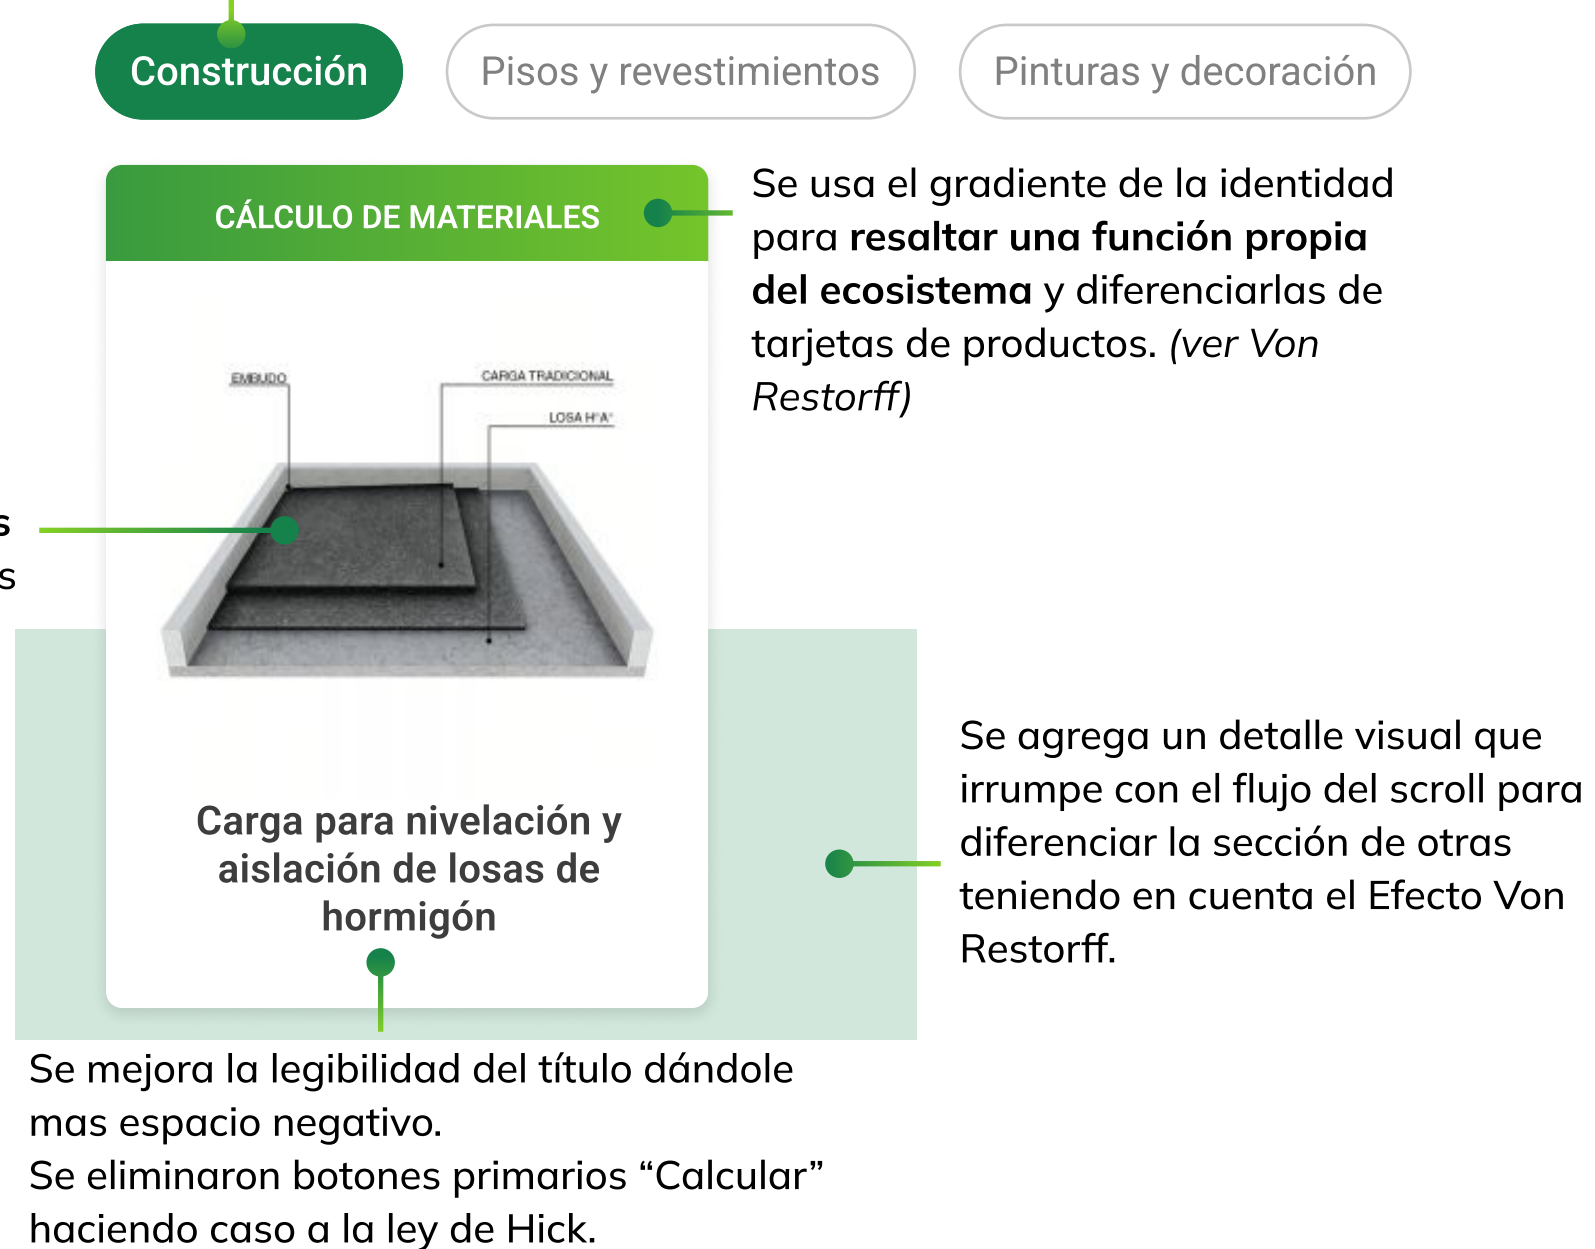 Construcción
Pisos y revestimientos
Pinturas y decoración
CÁLCULO DE MATERIALES
Se usa el gradiente de la identidad
para resaltar una función propia
del ecosistema y diferenciarlas de
tarjetas de productos. (ver Von
Restorff)
EMBUDO
CARGA TRADICIONAL
LOSA H°A°
s
s
Carga para nivelación y
aislación de losas de
hormigón
Se agrega un detalle visual que
irrumpe con el flujo del scroll para
diferenciar la sección de otras
teniendo en cuenta el Efecto Von
Restorff.
Se mejora la legibilidad del título dándole
mas espacio negativo.
Se eliminaron botones primarios “Calcular”
haciendo caso a la ley de Hick.